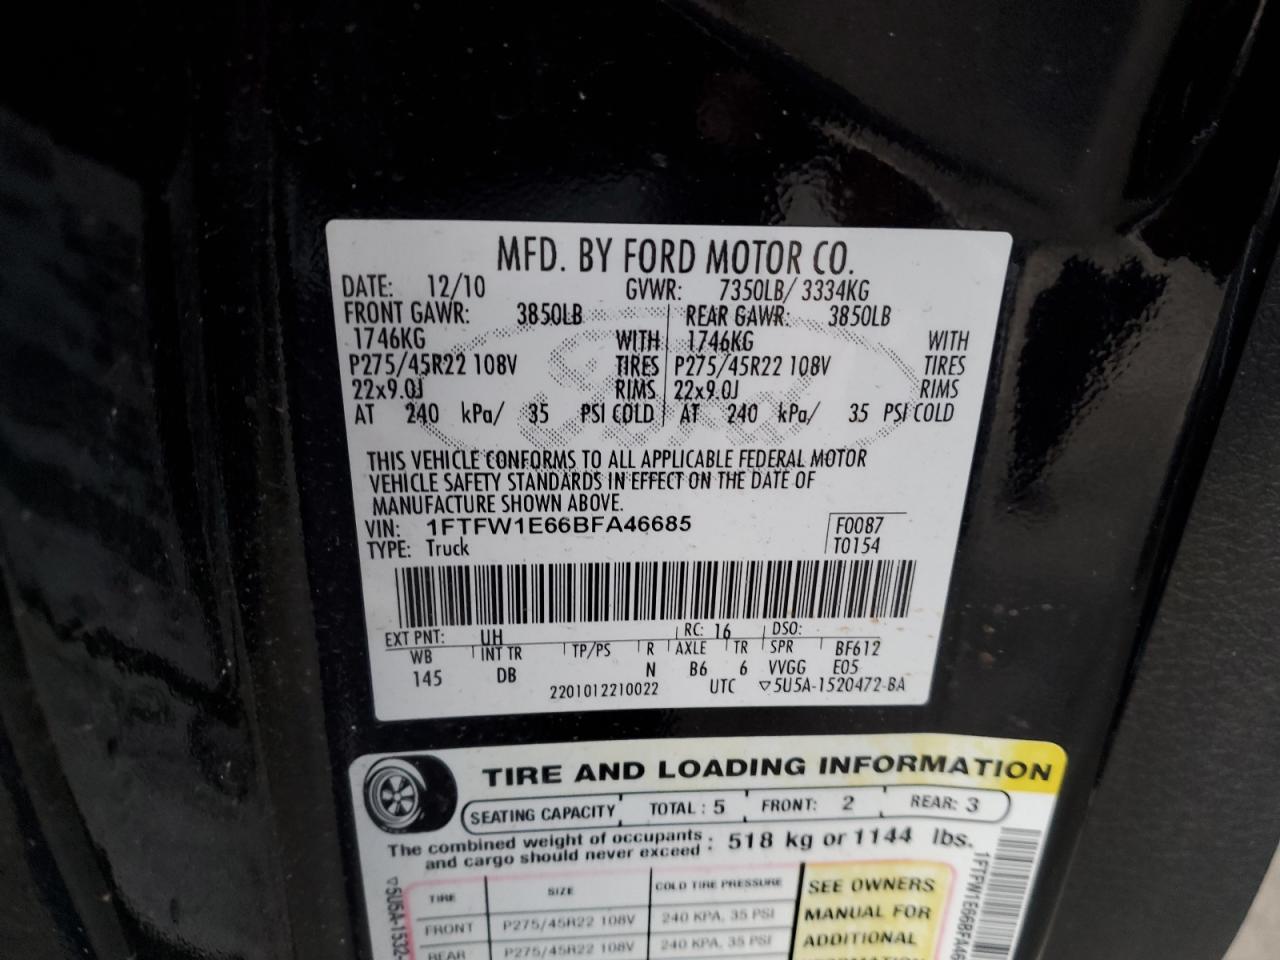 MFD. BY FORD MOTOR CO.
DATE: 12/10 GVWR: 7350LB/ 3334KG
FRONT GAWR: 3850LB REAR GAWR: 3850LB
1746KG WITH 1746KG WITH
P275/45R22 108V TIRES P275/45R22 108V TIRES
22x9.0J RIMS 22x9.0J RIMS
AT 240 kPa/ 35 PSI COLD AT 240 kPa/ 35 PSI COLD
THIS VEHICLE CONFORMS TO ALL APPLICABLE FEDERAL MOTOR
VEHICLE SAFETY STANDARDS IN EFFECT ON THE DATE OF
MANUFACTURE SHOWN ABOVE.
VIN: 1FTFW1E66BFA46685 F0087
TYPE: Truck T0154
EXT PNT: UH RC: 16 DSO:
WB INT TR TP/PS R AXLE TR SPR BF612
145 DB N B6 6 VVGG E05
2201012210022 UTC ▽5U5A-1520472-BA
TIRE AND LOADING INFORMATION
SEATING CAPACITY TOTAL : 5 FRONT: 2 REAR: 3
The combined weight of occupants
and cargo should never exceed : 518 kg or 1144 lbs.
TIRE SIZE COLD TIRE PRESSURE SEE OWNERS
FRONT P275/45R22 108V 240 KPA, 35 PSI MANUAL FOR
REAR P275/45R22 108V 240 KPA, 35 PSI ADDITIONAL
▽5U5A-1532-
1FTFW1E66BFA46